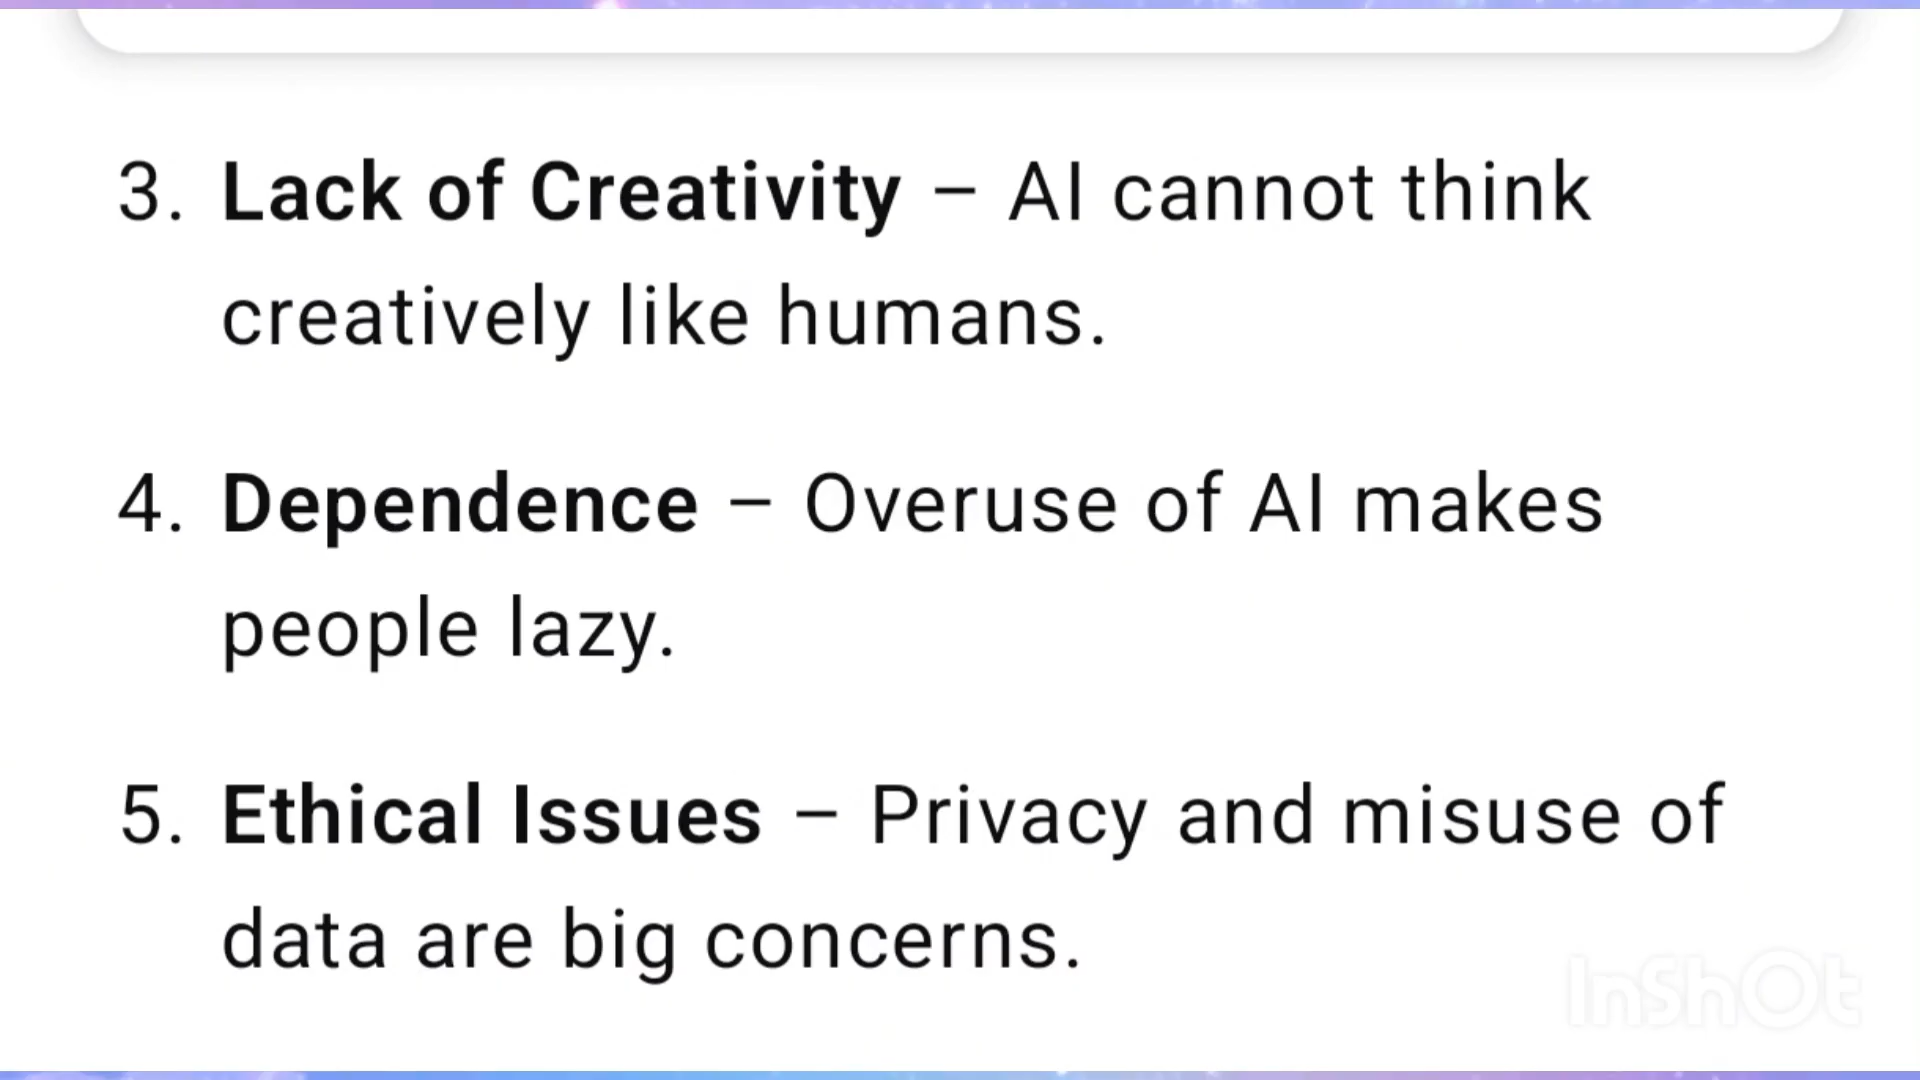 3. Lack of Creativity – AI cannot think
creatively like humans.
4. Dependence – Overuse of AI makes
people lazy.
5. Ethical Issues – Privacy and misuse of
data are big concerns.
InShOt